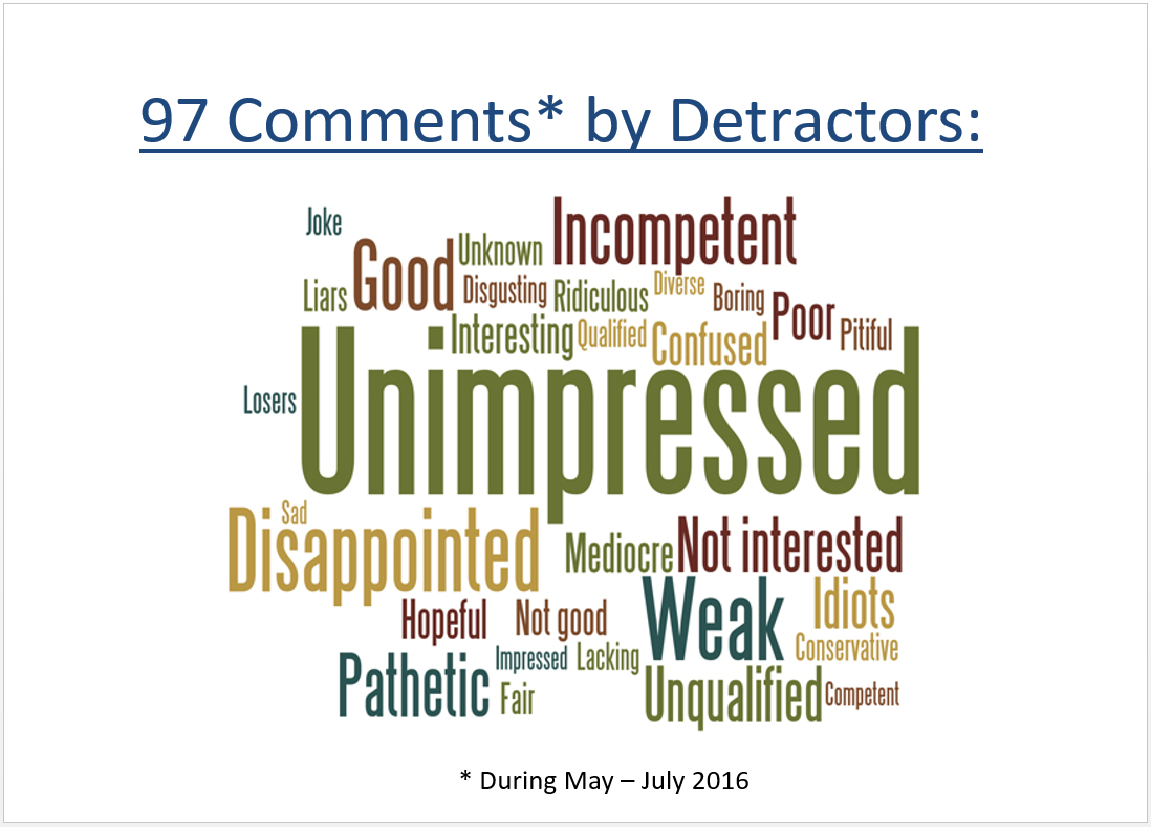 97 Comments* by Detractors:
Joke
Incompetent
Good
Unknown
Liars
Disgusting
Ridiculous
Diverse
Boring
Poor
Pitiful
Interesting
Qualified
Confused
Unimpressed
Losers
Sad
Disappointed
Mediocre
Not interested
Hopeful
Not good
Weak
Idiots
Conservative
Pathetic
Impressed
Lacking
Fair
Unqualified
Competent
* During May – July 2016